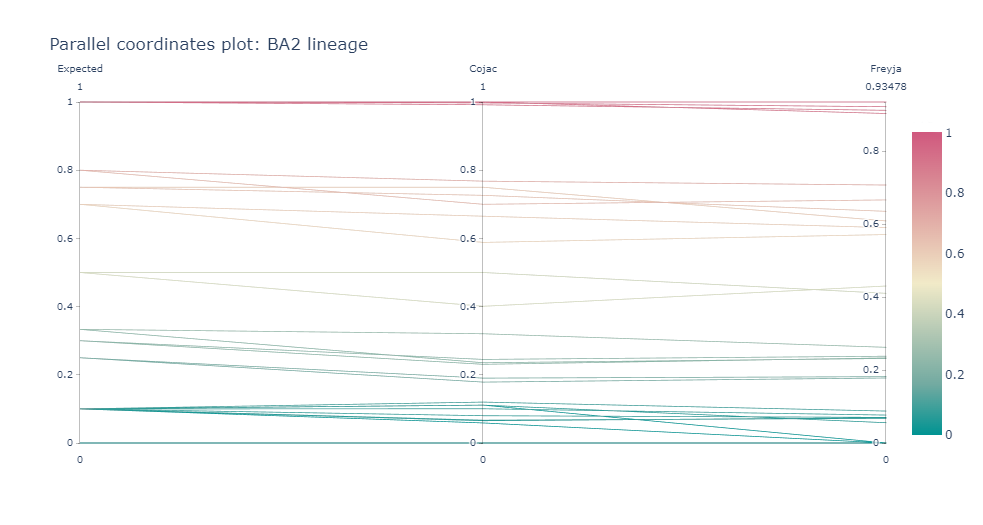 Parallel coordinates plot: BA2 lineage
Expected Cojac Freyja
1 1 0.93478
1 1 1
0.8 0.8 0.8 0.8
0.6 0.6 0.6 0.6
0.4 0.4 0.4 0.4
0.2 0.2 0.2 0.2
0 0 0 0
0 0 0